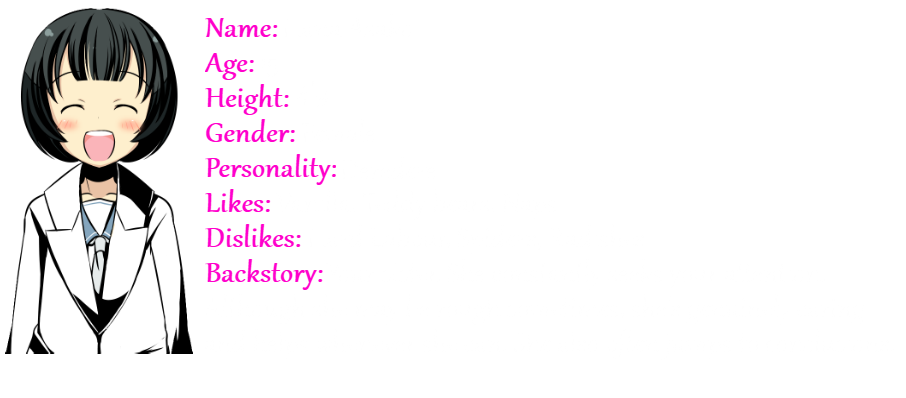 Name:
Age:
Height:
Gender:
Personality:
Likes:
Dislikes:
Backstory: